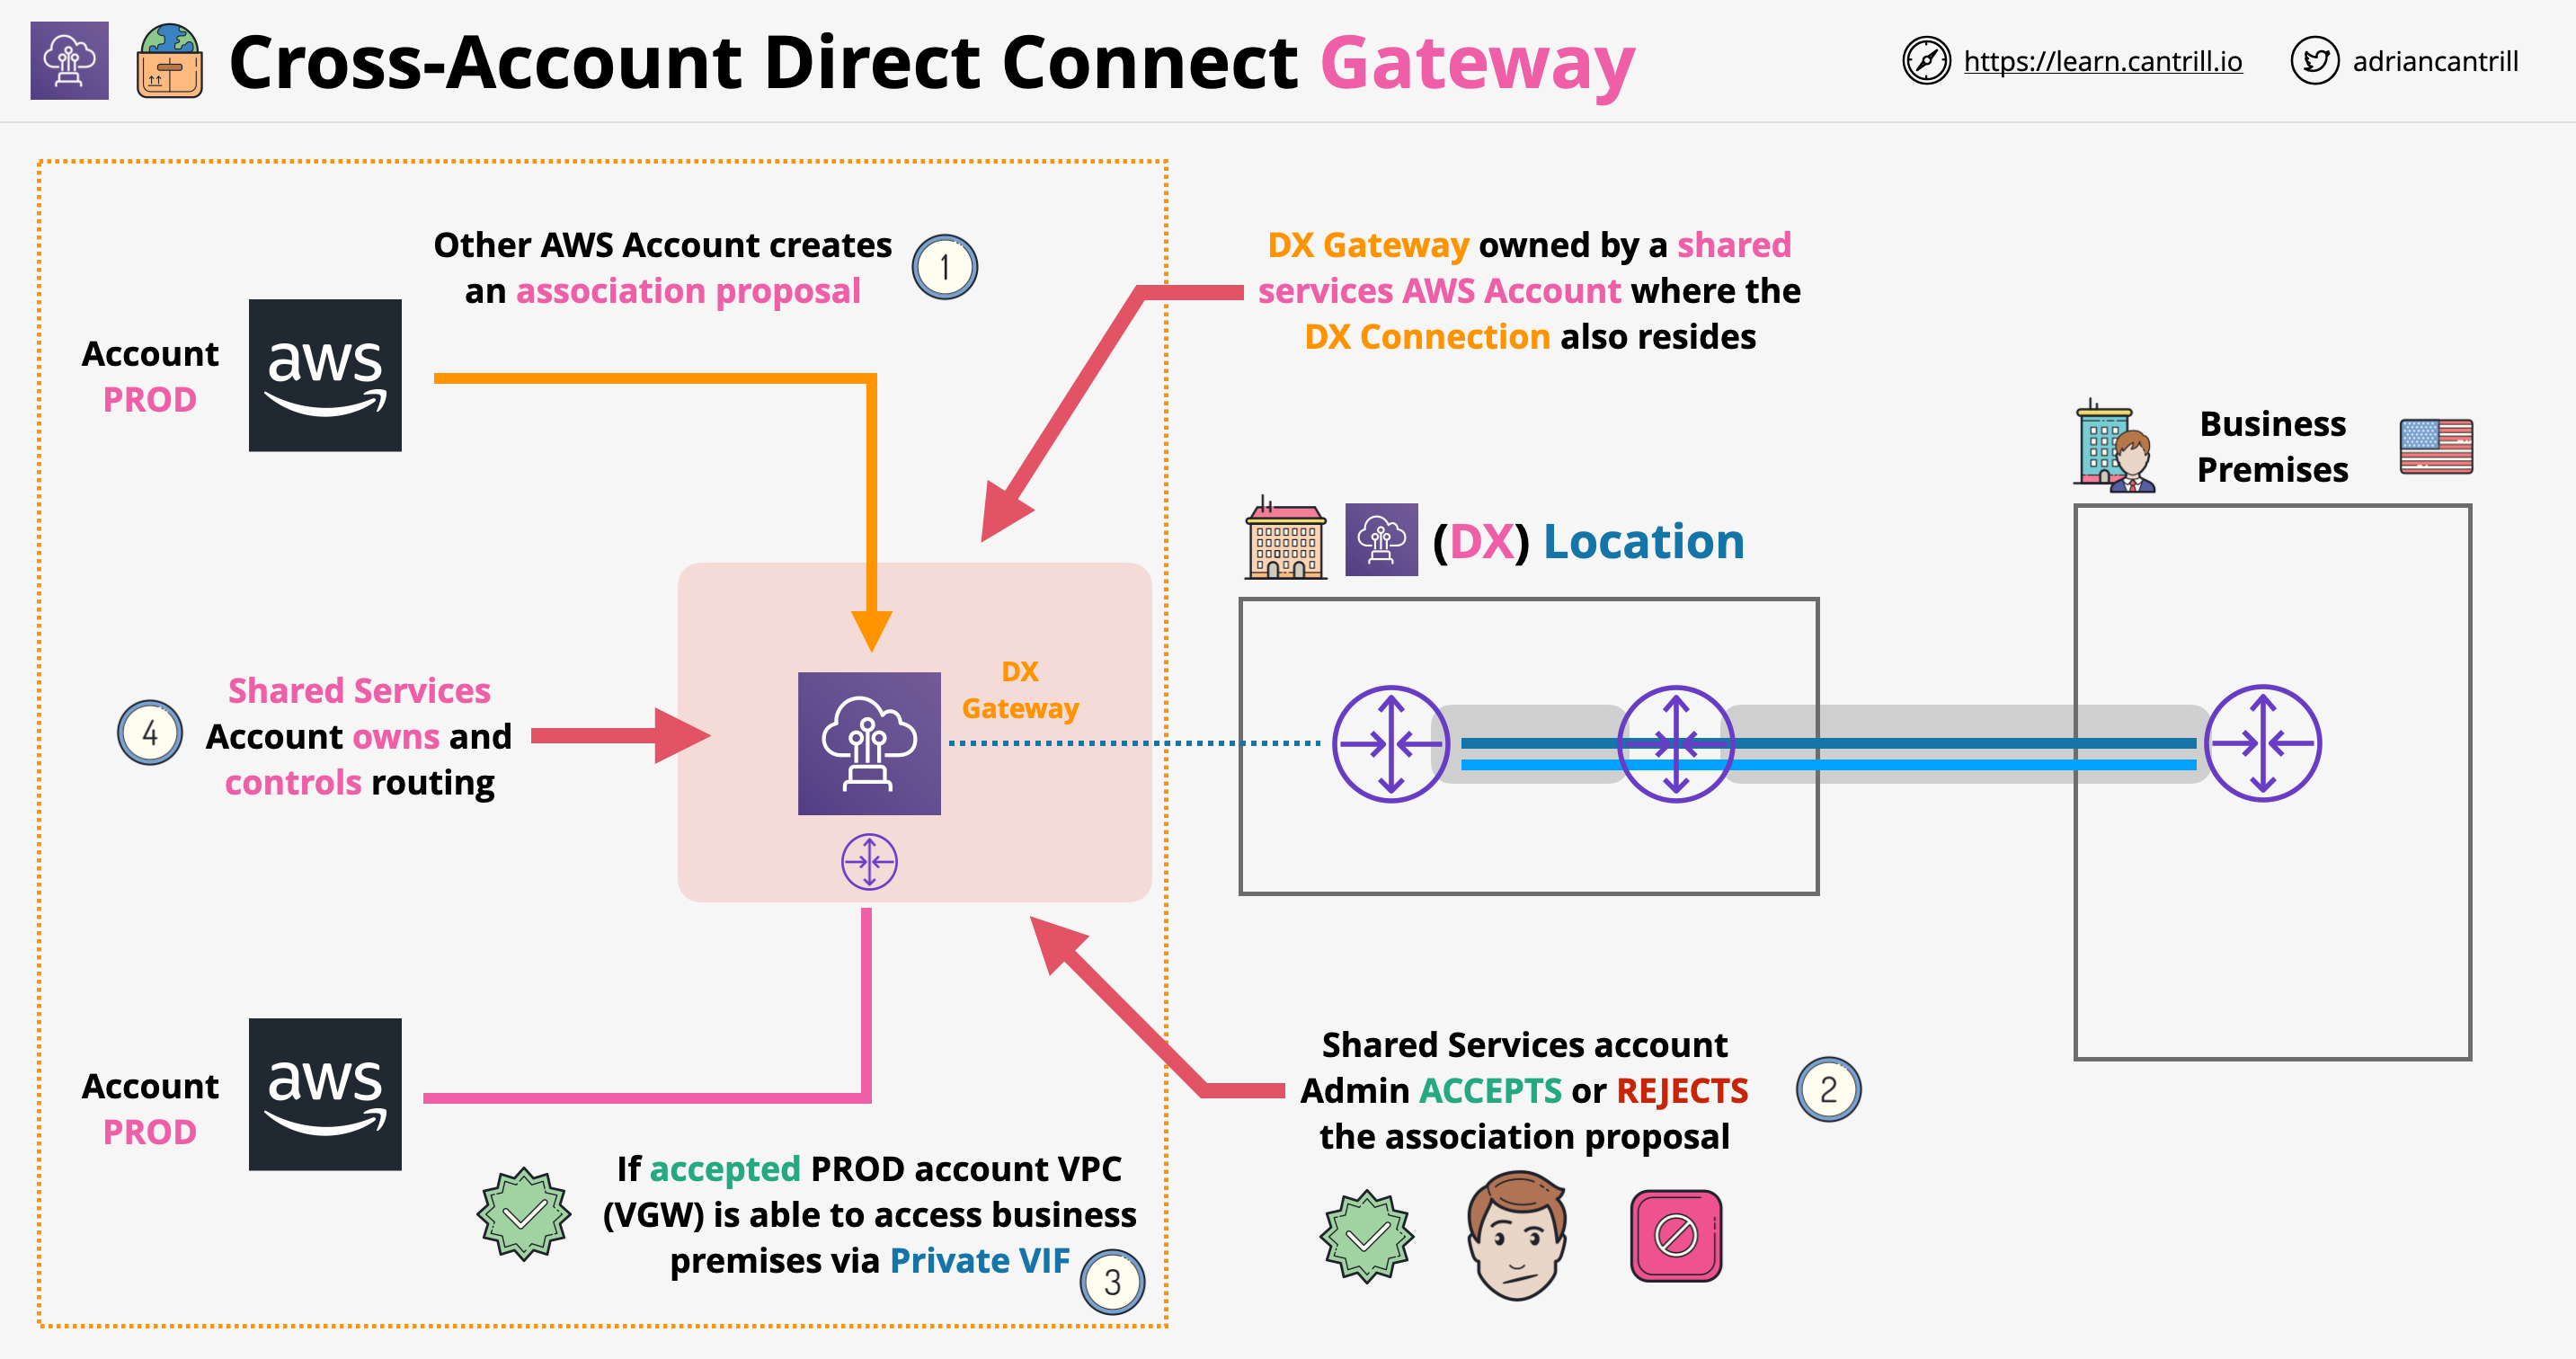 Cross-Account Direct Connect Gateway
https://learn.cantrill.io
adriancantrill
Other AWS Account creates
an association proposal
1
DX Gateway owned by a shared
services AWS Account where the
DX Connection also resides
Account
PROD
aws
Business
Premises
(DX) Location
DX
Gateway
4
Shared Services
Account owns and
controls routing
Account
PROD
aws
Shared Services account
Admin ACCEPTS or REJECTS
the association proposal
2
If accepted PROD account VPC
(VGW) is able to access business
premises via Private VIF
3